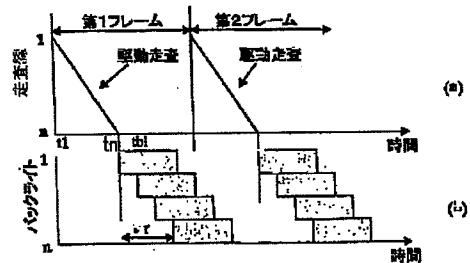 第1フレーム 第2フレーム
1
走査線
駆動走査 駆動走査
(a)
n
t1 tn tbl 時間
1
バックライト
n
時間